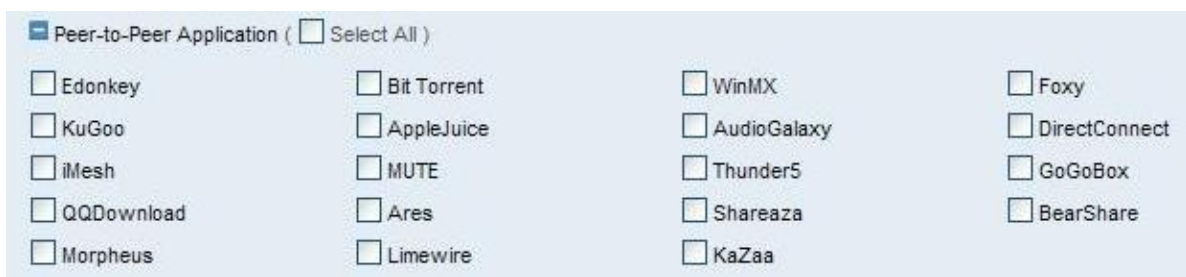 Peer-to-Peer Application ( Select All )
Edonkey Bit Torrent WinMX Foxy
KuGoo AppleJuice AudioGalaxy DirectConnect
iMesh MUTE Thunder5 GoGoBox
QQDownload Ares Shareaza BearShare
Morpheus Limewire KaZaa